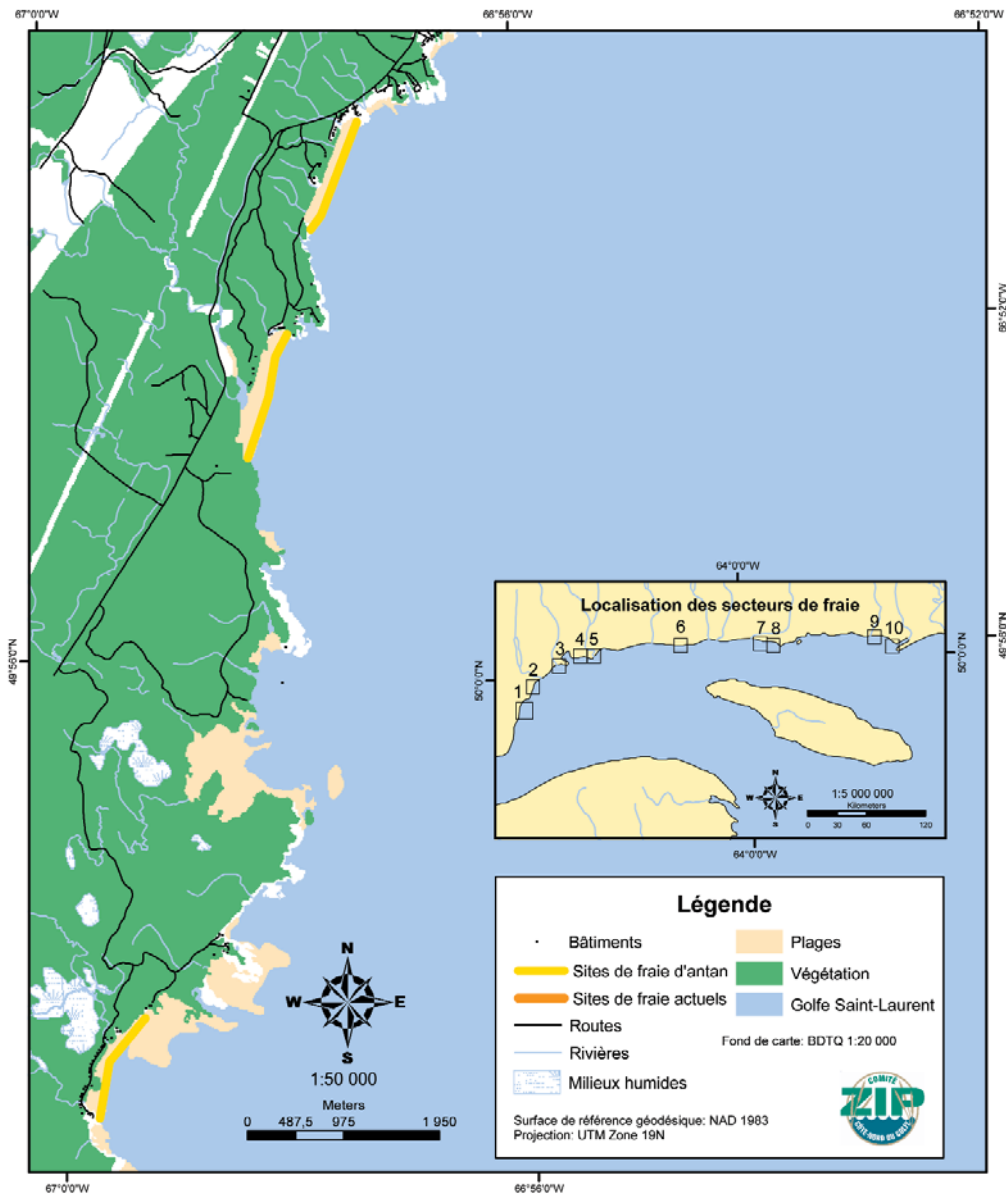 67°0'0"W
66°56'0"W
66°52'0"W
66°52'0"W
49°56'0"N
49°56'0"N
64°0'0"W
Localisation des secteurs de fraie
1
2
3
4
5
6
7
8
9
10
50°0'0"N
50°0'0"N
N
W
E
S
1:5 000 000
Kilometers
0 30 60 120
64°0'0"W
N
W
E
S
1:50 000
Meters
0 487,5 975 1 950
Légende
Bâtiments
Sites de fraie d'antan
Sites de fraie actuels
Routes
Rivières
Milieux humides
Plages
Végétation
Golfe Saint-Laurent
Fond de carte: BDTQ 1:20 000
Surface de référence géodésique: NAD 1983
Projection: UTM Zone 19N
COMITÉ
ZIP
CÔTE-NORD DU GOLFE
67°0'0"W
66°56'0"W